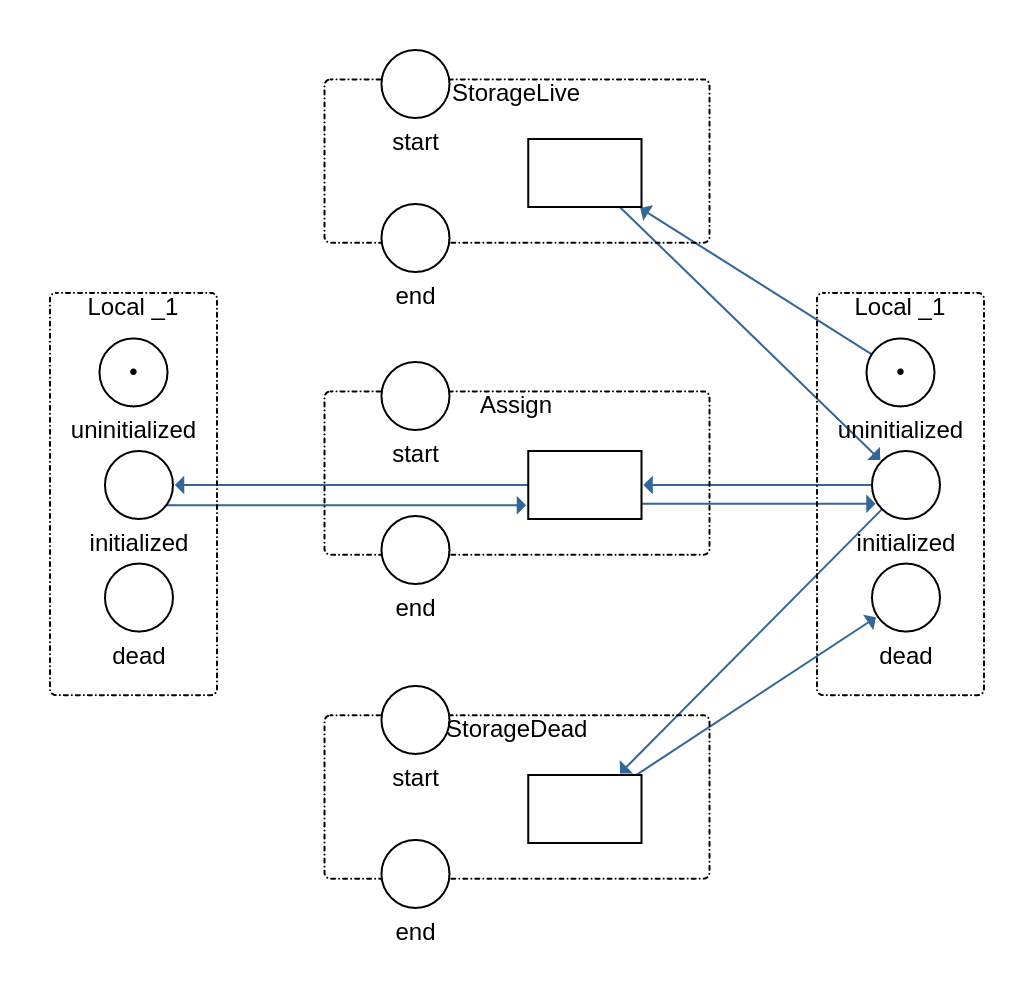 StorageLive
start
end
Local _1
uninitialized
initialized
dead
Assign
start
end
Local _1
uninitialized
initialized
dead
StorageDead
start
end